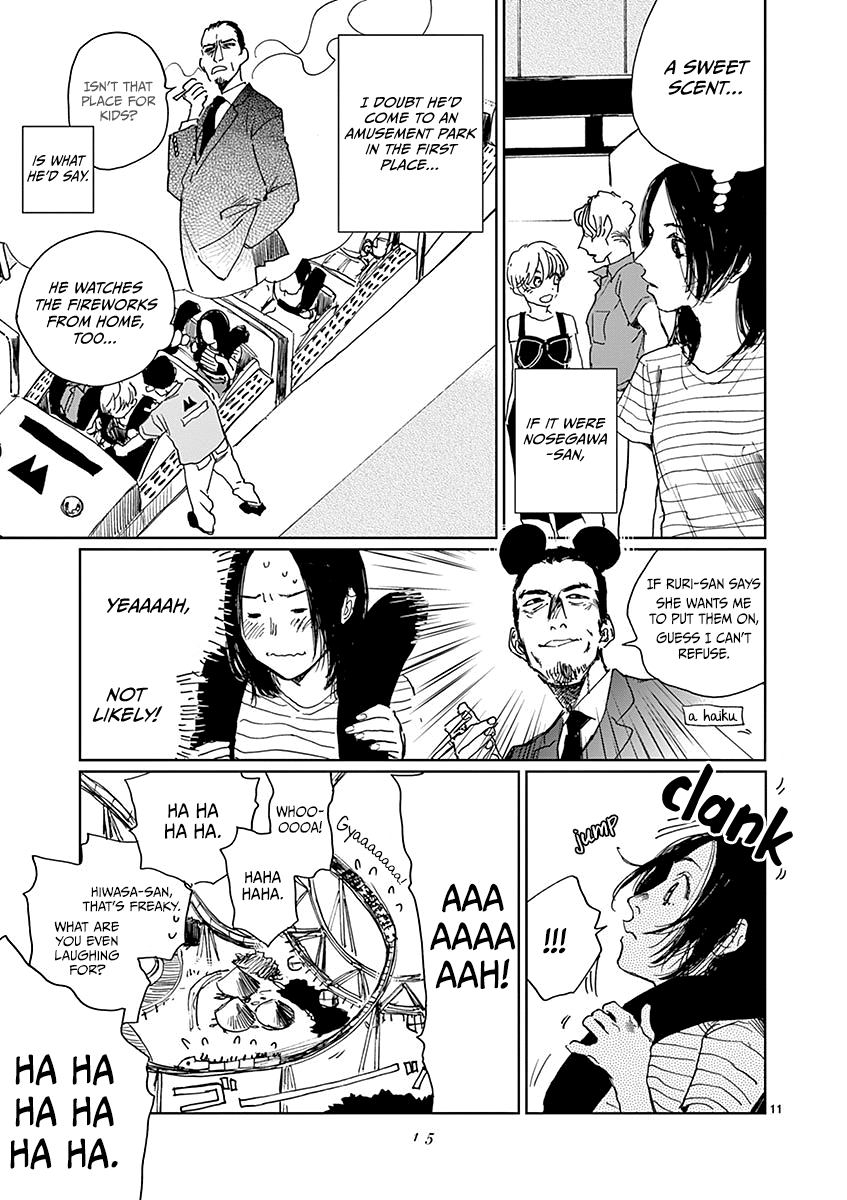 A SWEET
SCENT...
IF IT WERE
NOSEGAWA
-SAN,
I DOUBT HE'D
COME TO AN
AMUSEMENT PARK
IN THE FIRST
PLACE...
ISN'T THAT
PLACE FOR
KIDS?
IS WHAT
HE'D SAY.
HE WATCHES
THE FIREWORKS
FROM HOME,
TOO...
IF RURI-SAN SAYS
SHE WANTS ME
TO PUT THEM ON,
GUESS I CAN'T
REFUSE.
a haiku
YEAAAAH,
NOT
LIKELY!
clank
jump
!!!
AAA
AAAA
AAH!
Gyaaaaaaa!
WHOO-
OOOOA!
HAHA
HAHA.
HA HA
HA HA.
HIWASA-SAN,
THAT'S FREAKY.
WHAT ARE
YOU EVEN
LAUGHING
FOR?
HA HA
HA HA
HA HA.
11
15